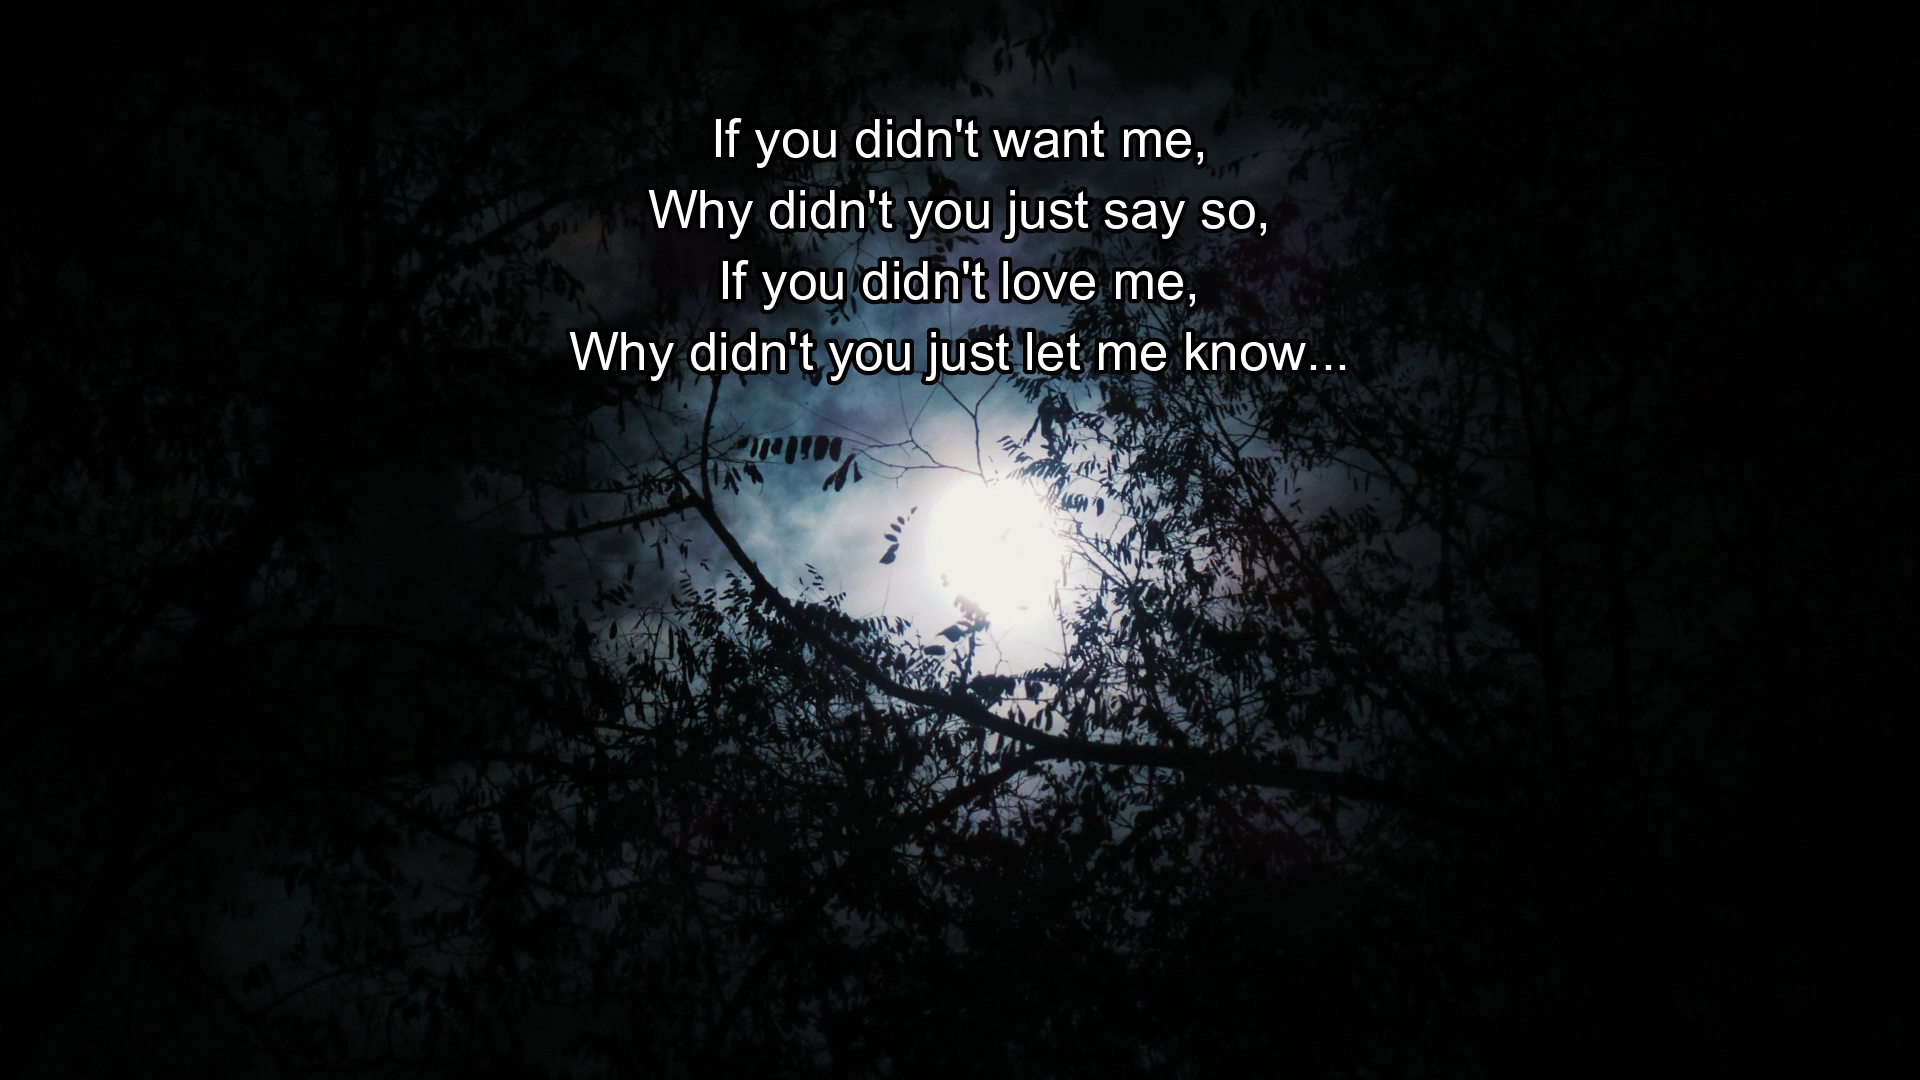 If you didn't want me,
Why didn't you just say so,
If you didn't love me,
Why didn't you just let me know...